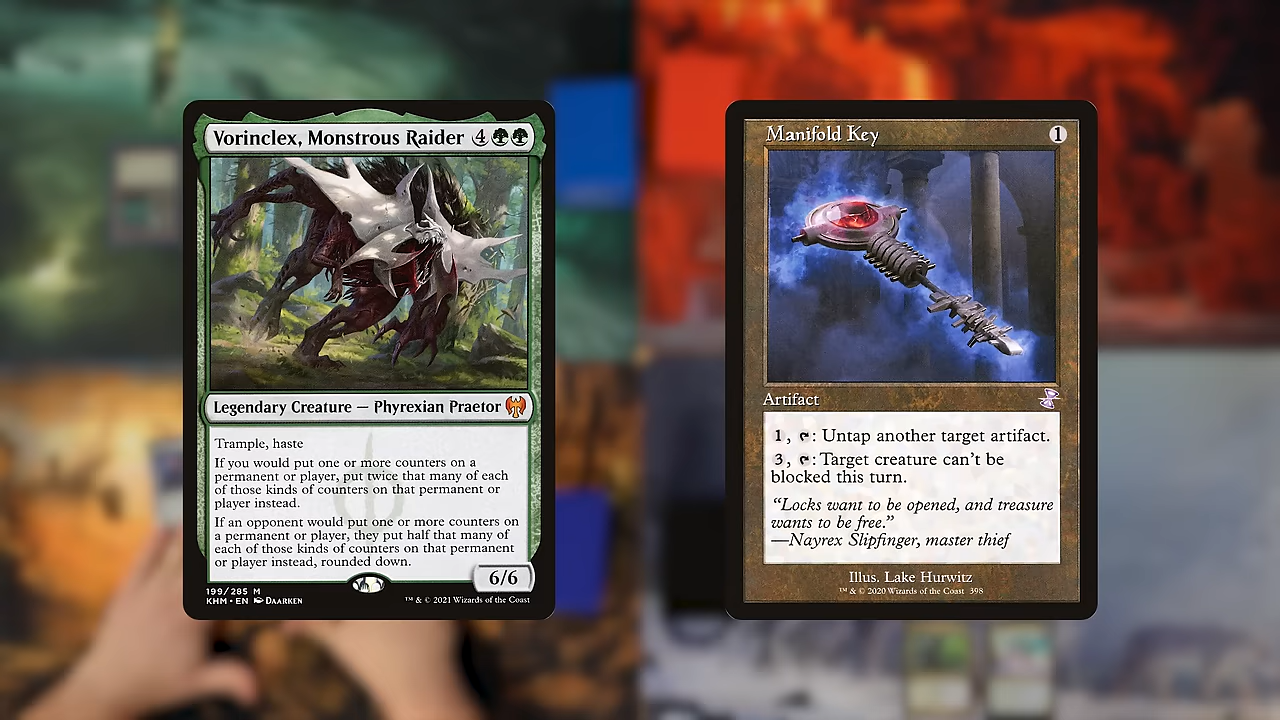 Vorinclex, Monstrous Raider 4
Legendary Creature — Phyrexian Praetor
Trample, haste
If you would put one or more counters on a
permanent or player, put twice that many of each
of those kinds of counters on that permanent or
player instead.
If an opponent would put one or more counters on
a permanent or player, they put half that many of
each of those kinds of counters on that permanent
or player instead, rounded down.
6/6
199/285 M
KHM • EN DAARKEN
™ & © 2021 Wizards of the Coast
Manifold Key 1
Artifact
1, : Untap another target artifact.
3, : Target creature can't be
blocked this turn.
“Locks want to be opened, and treasure
wants to be free.”
—Nayrex Slipfinger, master thief
Illus. Lake Hurwitz
™ & © 2020 Wizards of the Coast 398